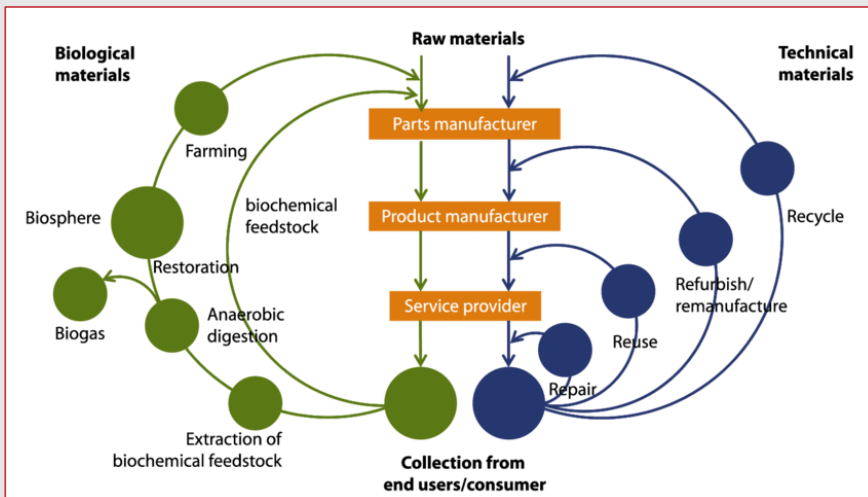 Biological
materials
Raw materials
Technical
materials
Parts manufacturer
Farming
biochemical
feedstock
Biosphere
Product manufacturer
Recycle
Restoration
Refurbish/
remanufacture
Service provider
Biogas
Anaerobic
digestion
Reuse
Repair
Extraction of
biochemical feedstock
Collection from
end users/consumer